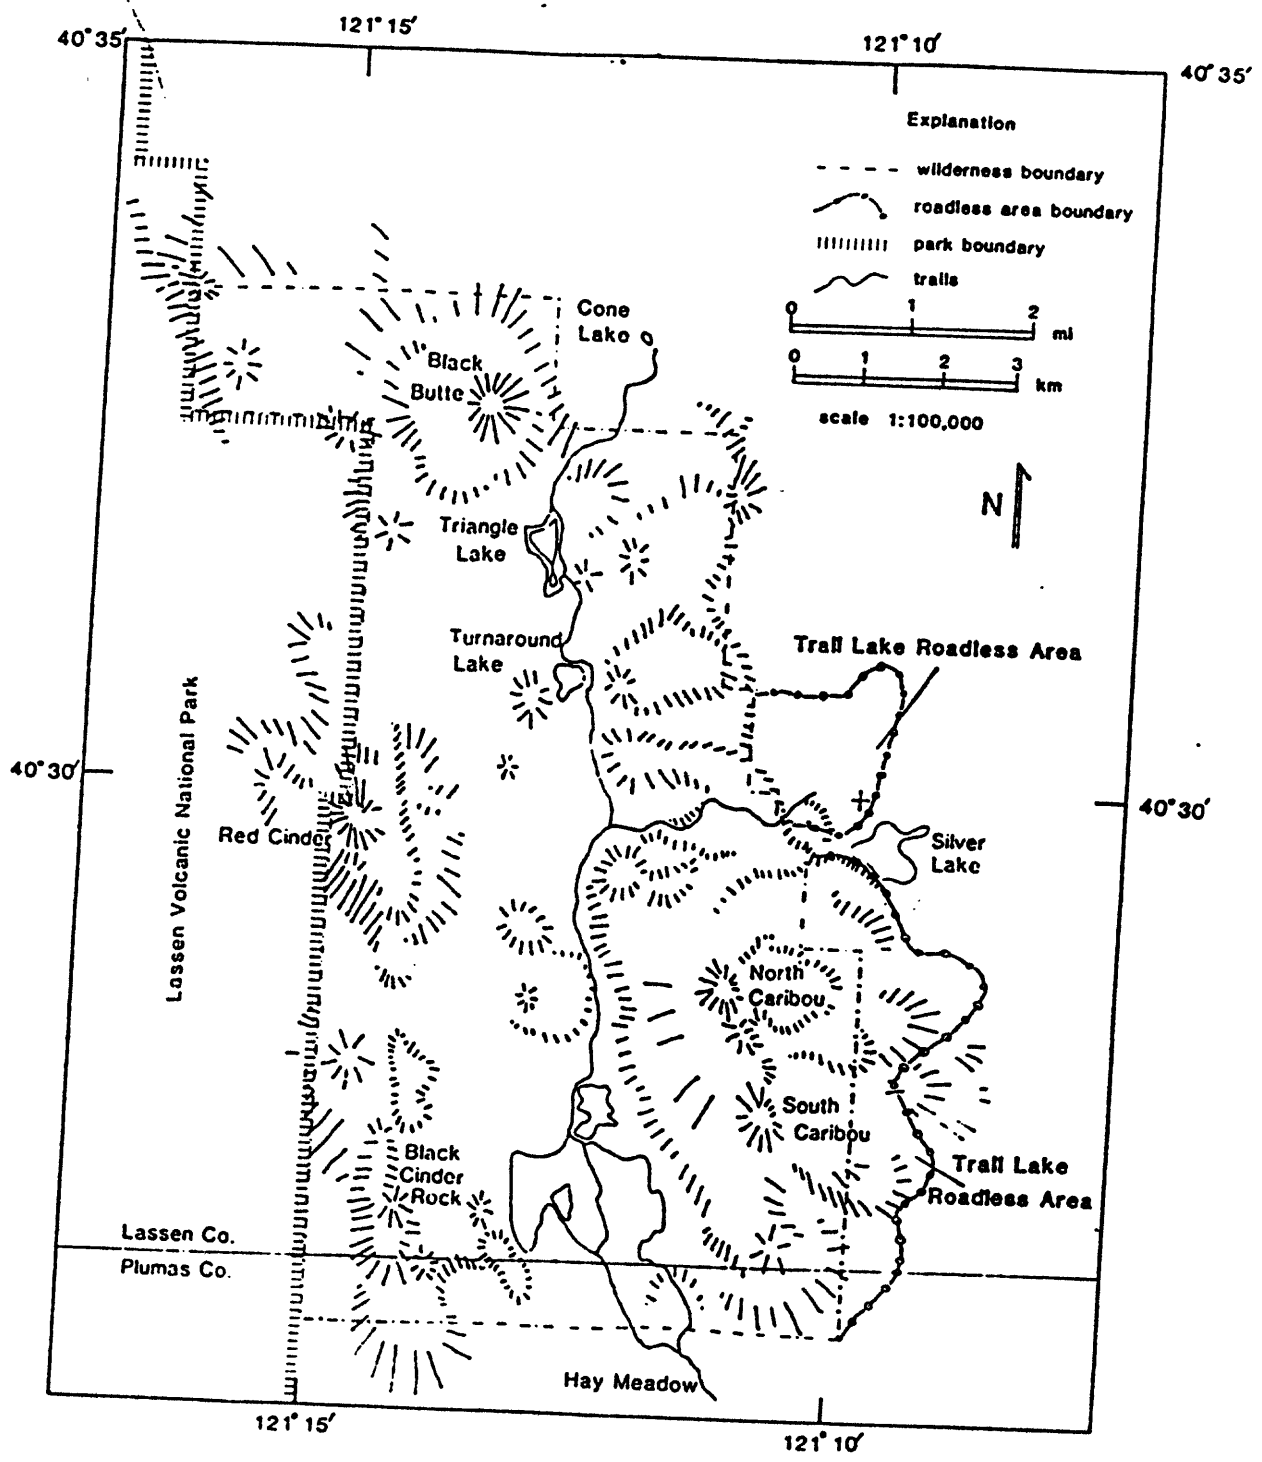 121° 15′
121° 10′
40° 35′
40° 35′
Explanation
wilderness boundary
roadless area boundary
park boundary
trails
0 1 2
mi
0 1 2 3
km
scale 1:100,000
N
Cone
Lake
Black
Butte
Triangle
Lake
Turnaround
Lake
Trail Lake Roadless Area
Lassen Volcanic National Park
40° 30′
40° 30′
Red Cinder
Silver
Lake
North
Caribou
South
Caribou
Black
Cinder
Rock
Trail Lake
Roadless Area
Lassen Co.
Plumas Co.
Hay Meadow
121° 15′
121° 10′